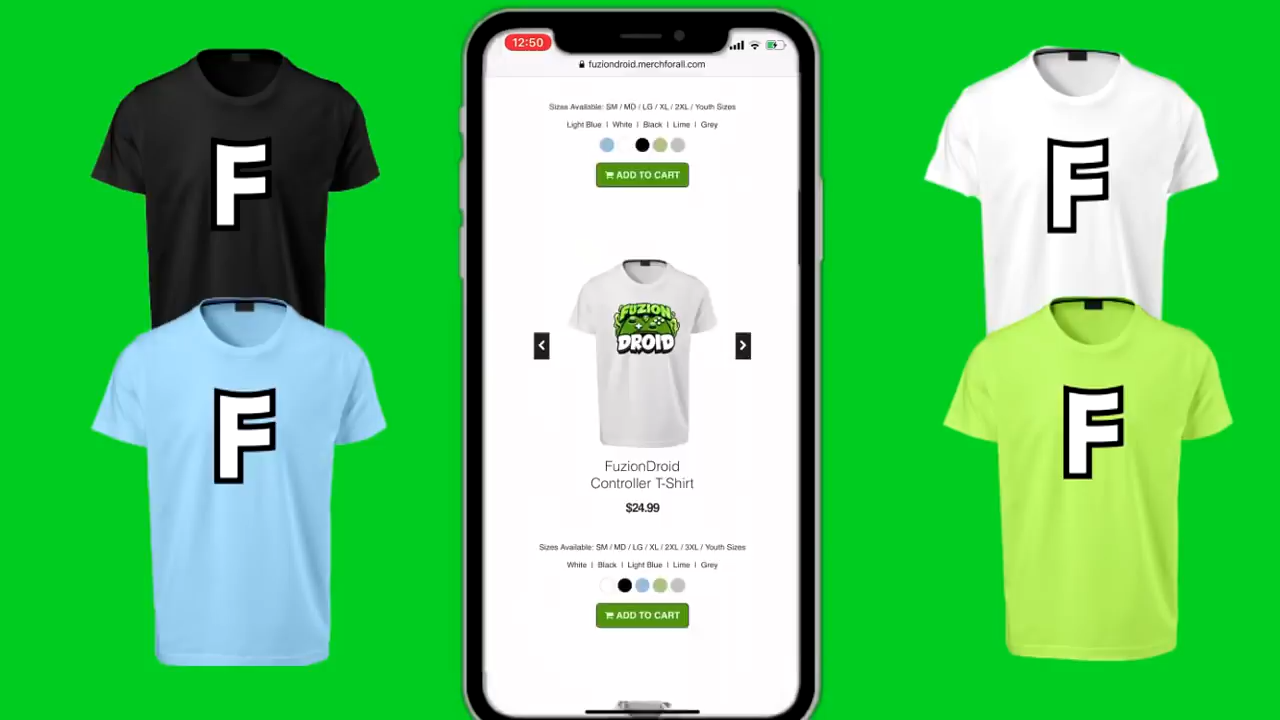 12:50
fuziondroid.merchforall.com
Sizes Available: SM / MD / LG / XL / 2XL / Youth Sizes
Light Blue | White | Black | Lime | Grey
ADD TO CART
F
F
FUZION
DROID
F
F
FuzionDroid
Controller T-Shirt
$24.99
Sizes Available: SM / MD / LG / XL / 2XL / 3XL / Youth Sizes
White | Black | Light Blue | Lime | Grey
ADD TO CART